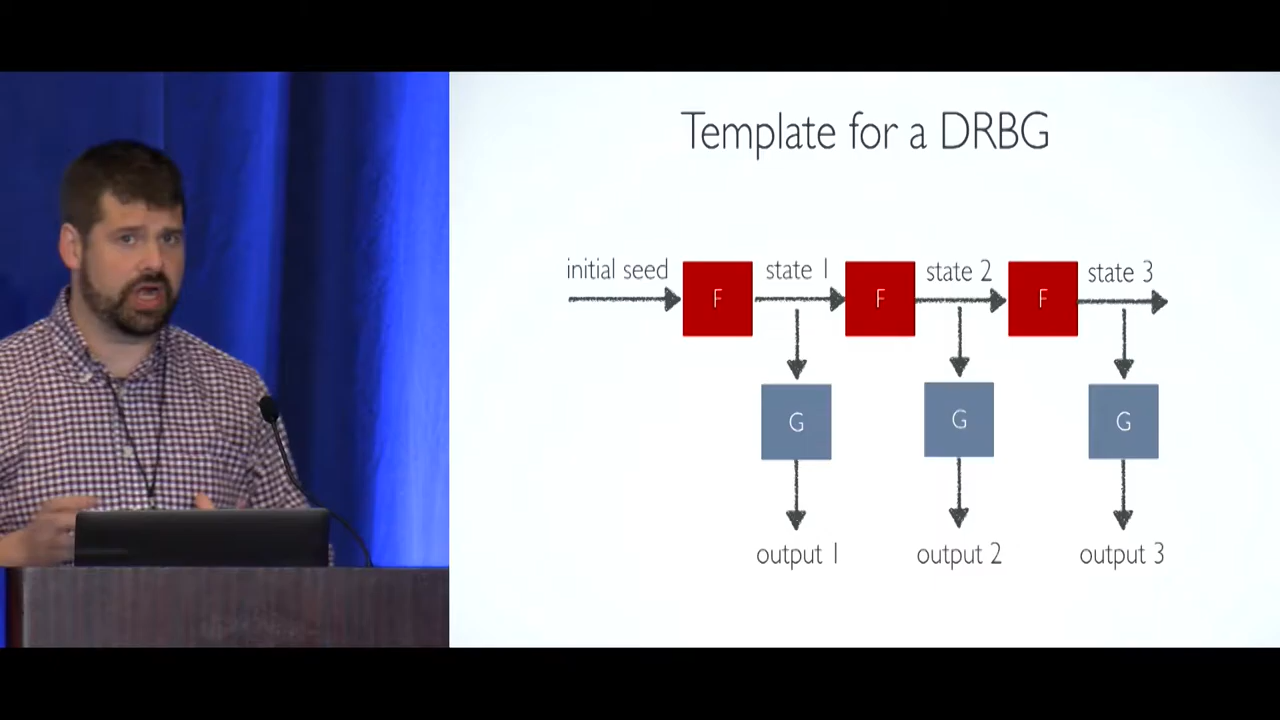 Template for a DRBG
initial seed
F
state 1
F
state 2
F
state 3
G
G
G
output 1
output 2
output 3